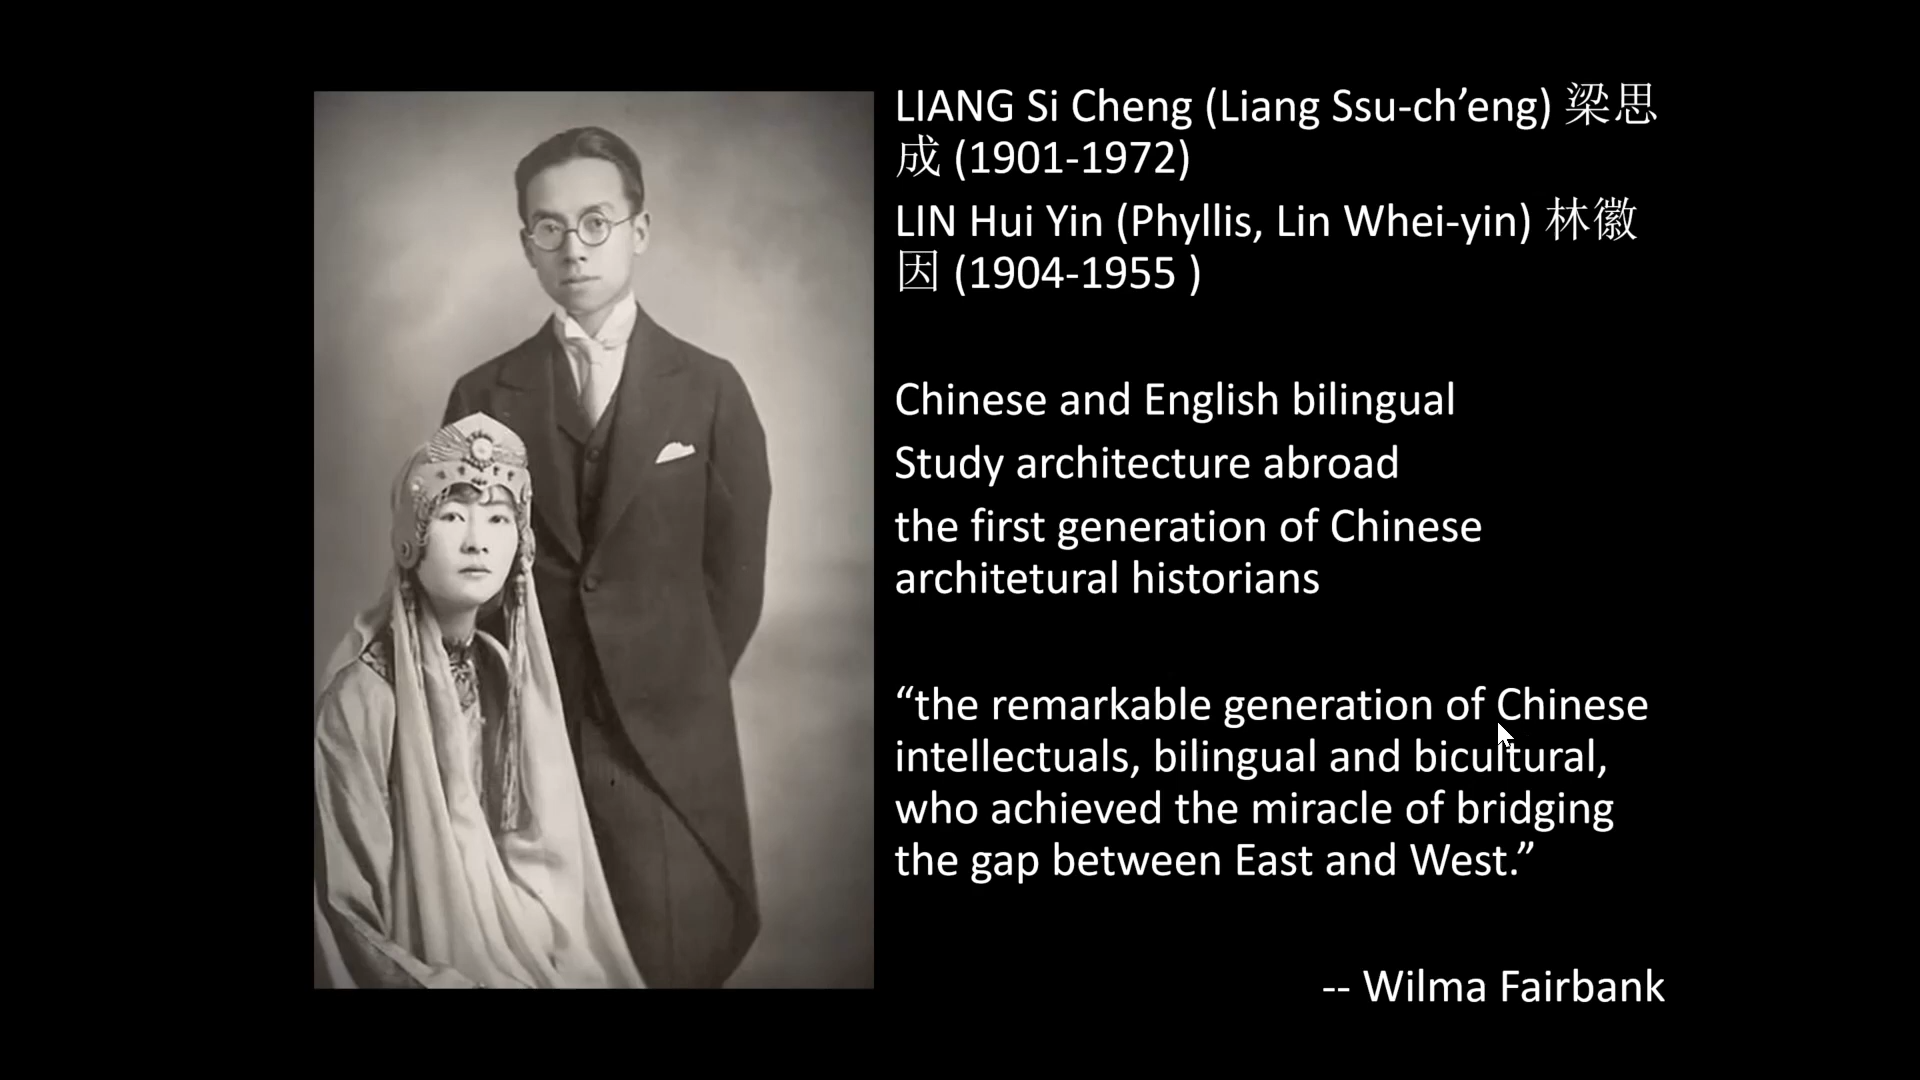 LIANG Si Cheng (Liang Ssu-ch’eng) 梁思
成 (1901-1972)
LIN Hui Yin (Phyllis, Lin Whei-yin) 林徽
因 (1904-1955 )
Chinese and English bilingual
Study architecture abroad
the first generation of Chinese
architetural historians
“the remarkable generation of Chinese
intellectuals, bilingual and bicultural,
who achieved the miracle of bridging
the gap between East and West.”
-- Wilma Fairbank